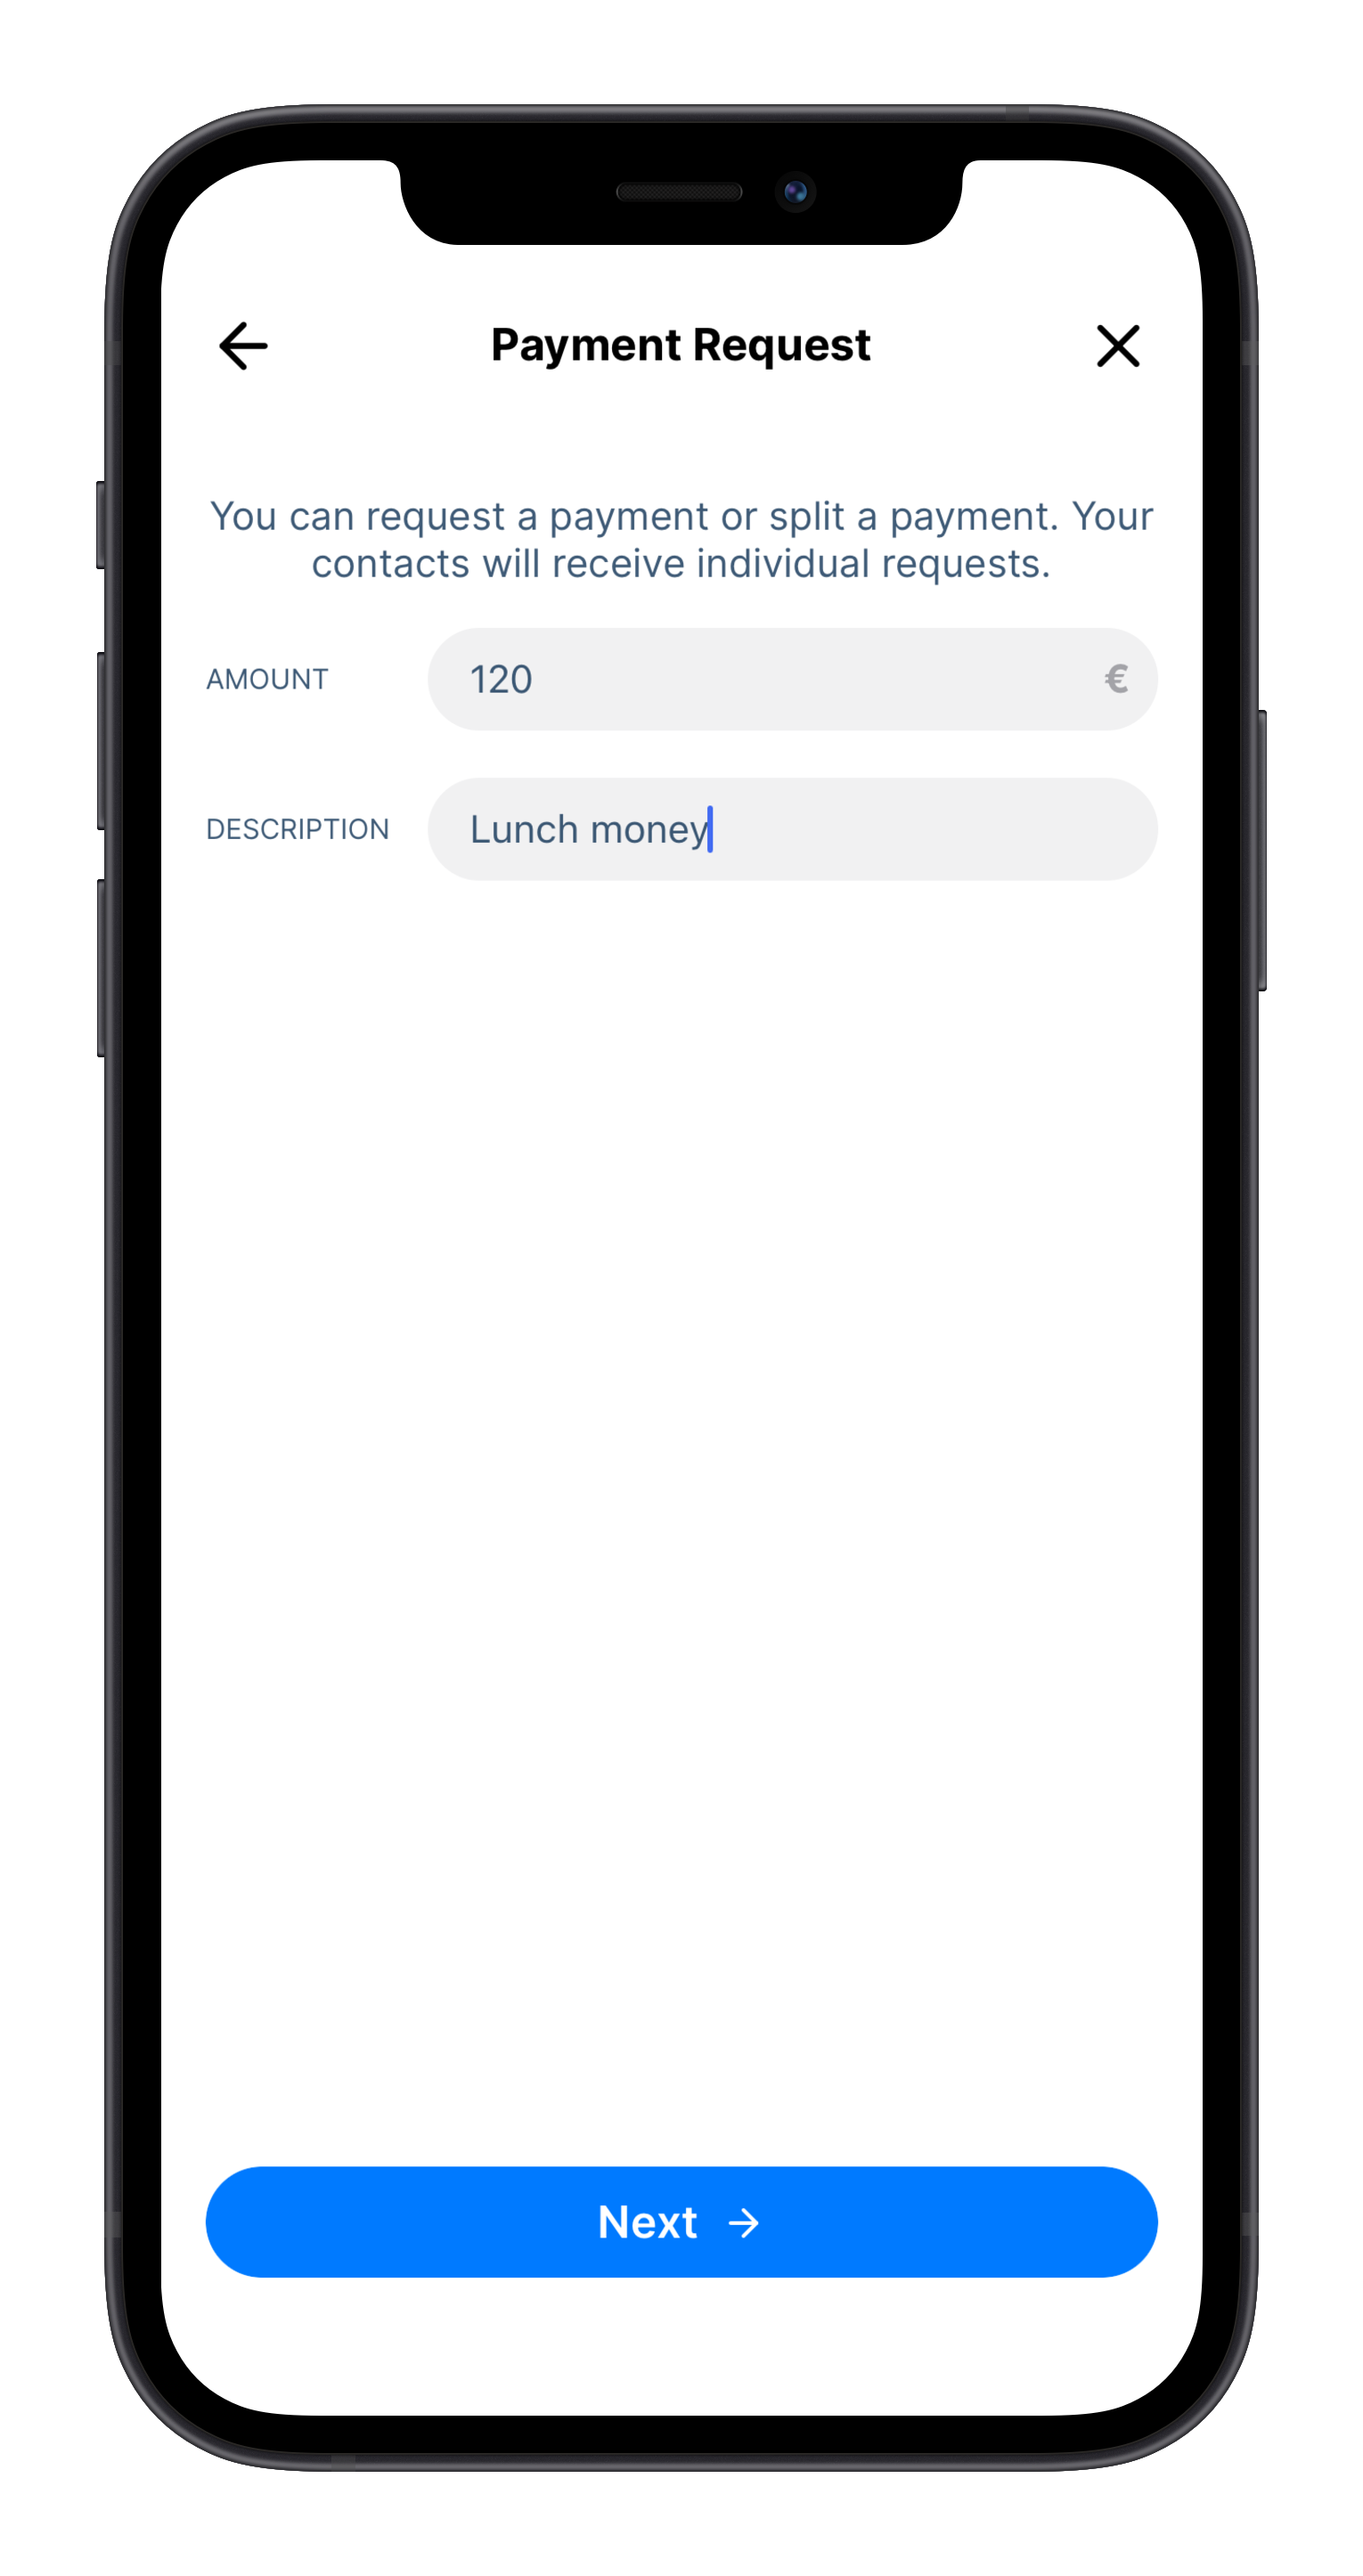 Payment Request
You can request a payment or split a payment. Your
contacts will receive individual requests.
AMOUNT 120 €
DESCRIPTION Lunch money
Next →